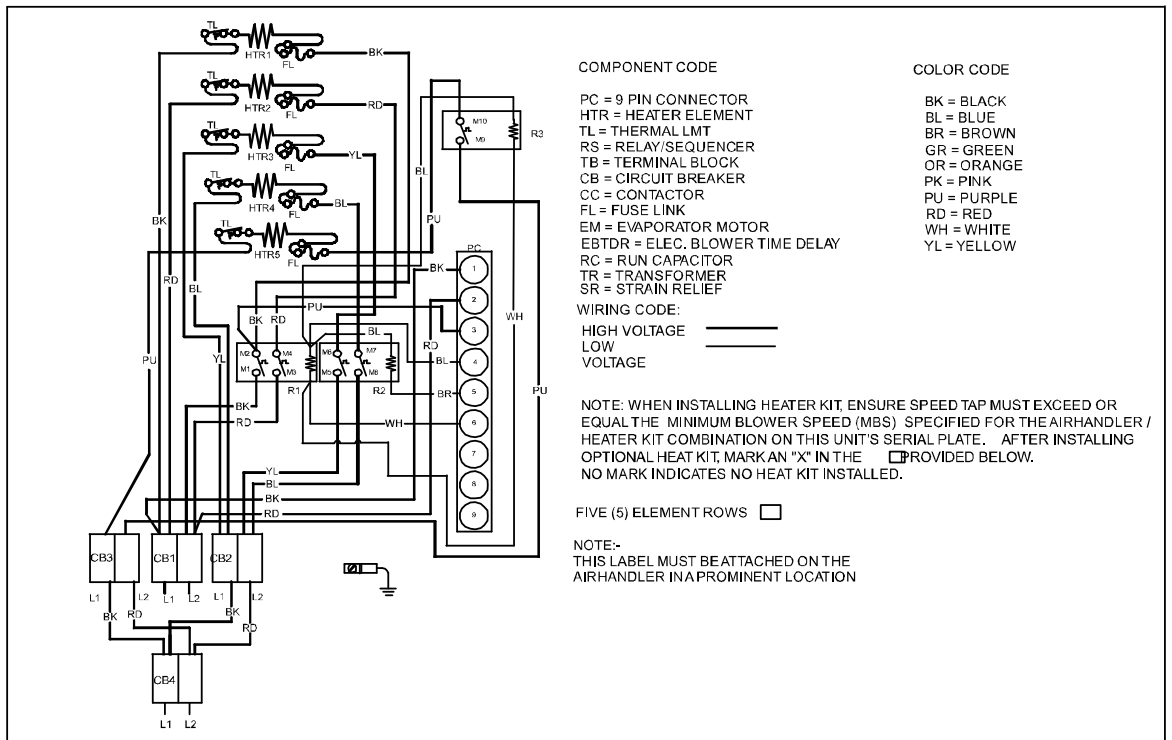 TL
HTR1
FL
BK
TL
HTR2
FL
RD
TL
HTR3
FL
YL
TL
HTR4
FL
BL
TL
HTR5
FL
M10
M9
R3
BL
PU
BK
RD
BL
PC
BK
1
2
3
4
5
6
7
8
9
PU
BK
RD
WH
BL
RD
PU
YL
M2
M4
M1
M3
R1
M6
M7
M5
M8
R2
BL
BR
PU
BK
RD
WH
YL
BL
BK
RD
CB3
CB1
CB2
L1
L2
L1
L2
L1
L2
BK
RD
BK
RD
CB4
L1
L2
COMPONENT CODE
PC = 9 PIN CONNECTOR
HTR = HEATER ELEMENT
TL = THERMAL LMT
RS = RELAY/SEQUENCER
TB = TERMINAL BLOCK
CB = CIRCUIT BREAKER
CC = CONTACTOR
FL = FUSE LINK
EM = EVAPORATOR MOTOR
EBTDR = ELEC. BLOWER TIME DELAY
RC = RUN CAPACITOR
TR = TRANSFORMER
SR = STRAIN RELIEF
COLOR CODE
BK = BLACK
BL = BLUE
BR = BROWN
GR = GREEN
OR = ORANGE
PK = PINK
PU = PURPLE
RD = RED
WH = WHITE
YL = YELLOW
WIRING CODE:
HIGH VOLTAGE
LOW
VOLTAGE
NOTE: WHEN INSTALLING HEATER KIT, ENSURE SPEED TAP MUST EXCEED OR
EQUAL THE MINIMUM BLOWER SPEED (MBS) SPECIFIED FOR THE AIRHANDLER /
HEATER KIT COMBINATION ON THIS UNIT'S SERIAL PLATE. AFTER INSTALLING
OPTIONAL HEAT KIT, MARK AN "X" IN THE PROVIDED BELOW.
NO MARK INDICATES NO HEAT KIT INSTALLED.
FIVE (5) ELEMENT ROWS
NOTE:-
THIS LABEL MUST BE ATTACHED ON THE
AIRHANDLER IN A PROMINENT LOCATION